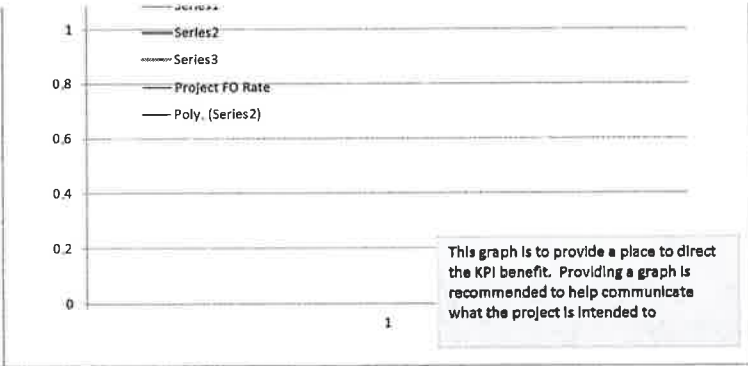 1
Series2
Series3
0,8
Project FO Rate
Poly. (Series2)
0,6
0,4
0,2
0
1
This graph is to provide a place to direct
the KPI benefit. Providing a graph is
recommended to help communicate
what the project is intended to